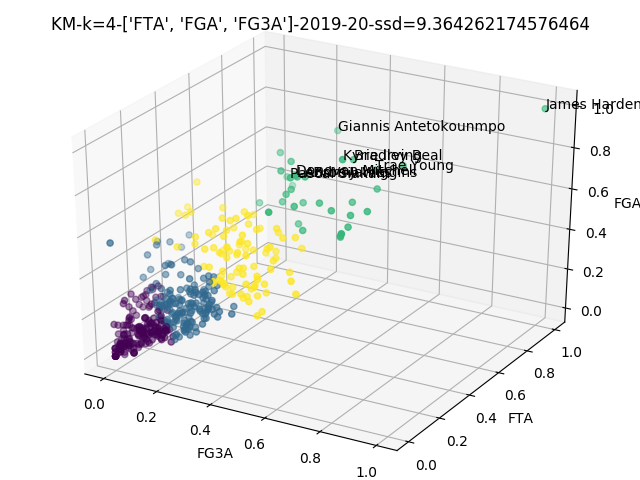 KM-k=4-['FTA', 'FGA', 'FG3A']-2019-20-ssd=9.364262174576464
James Harden
Giannis Antetokounmpo
Bradley Beal
Trae Young
1.0
0.8
0.6
0.4
0.2
0.0
FGA
1.0
0.8
0.6
0.4
0.2
0.0
FTA
0.0
0.2
0.4
0.6
0.8
1.0
FG3A